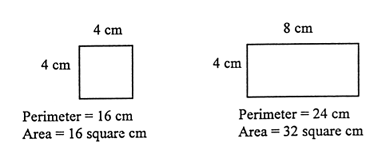 4 cm
4 cm
Perimeter = 16 cm
Area = 16 square cm
8 cm
4 cm
Perimeter = 24 cm
Area = 32 square cm